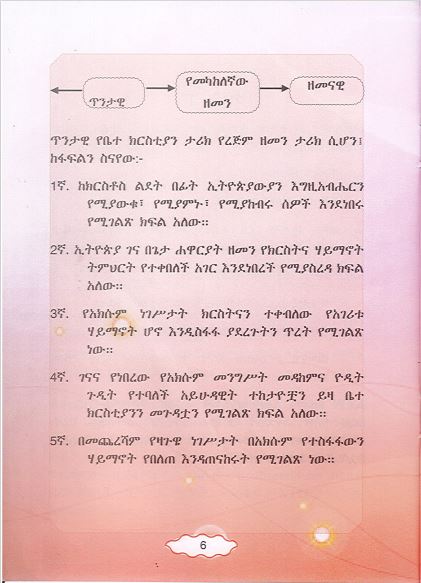 ጥንታዊ
የመካከለኛው
ዘመን
ዘመናዊ
ጥንታዊ የቤተ ክርስቲያን ታሪክ የረጅም ዘመን ታሪክ ሲሆን፤
ከፋፍልን ስናየው:-
1ኛ. ከክርስቶስ ልደት በፊት ኢትዮጵያውያን እግዚአብሔርን
የሚያውቁ፣ የሚያምኑ፣ የሚያከብሩ ሰዎች እንደነበሩ
የሚገልጽ ክፍል አለው፡፡
2ኛ. ኢትዮጵያ ገና በጌታ ሐዋርያት ዘመን የክርስትና ሃይማኖት
ትምህርት የተቀበለች አገር እንደነበረች የሚያስረዳ ክፍል
አለው፡፡
3ኛ. የአክሱም ነገሥታት ክርስትናን ተቀብለው የአገሪቱ
ሃይማኖት ሆኖ እንዲስፋፋ ያደረጉትን ጥረት የሚገልጽ
ነው፡፡
4ኛ. ገናና የነበረው የአክሱም መንግሥት መዳከምና ዮዲት
ጉዲት የተባለች አይሁዳዊት ተከታዮቿን ይዛ ቤተ
ክርስቲያንን መጉዳቷን የሚገልጽ ክፍል አለው፡፡
5ኛ. በመጨረሻም የዛጉዌ ነገሥታት በአክሱም የተስፋፋውን
ሃይማኖት የበለጠ እንዳጠናከሩት የሚገልጽ ነው፡፡
6